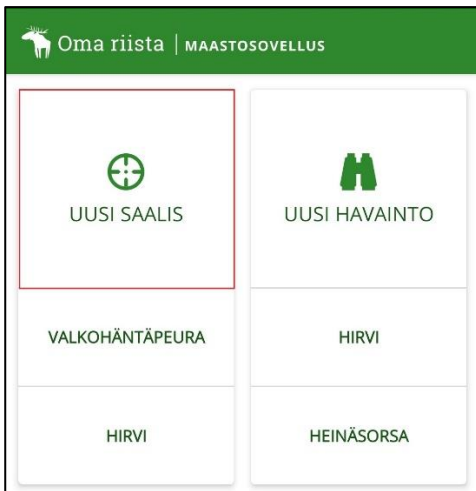 Oma riista | MAASTOSOVELLUS
UUSI SAALIS
VALKOHÄNTÄPEURA
HIRVI
UUSI HAVAINTO
HIRVI
HEINÄSORSA